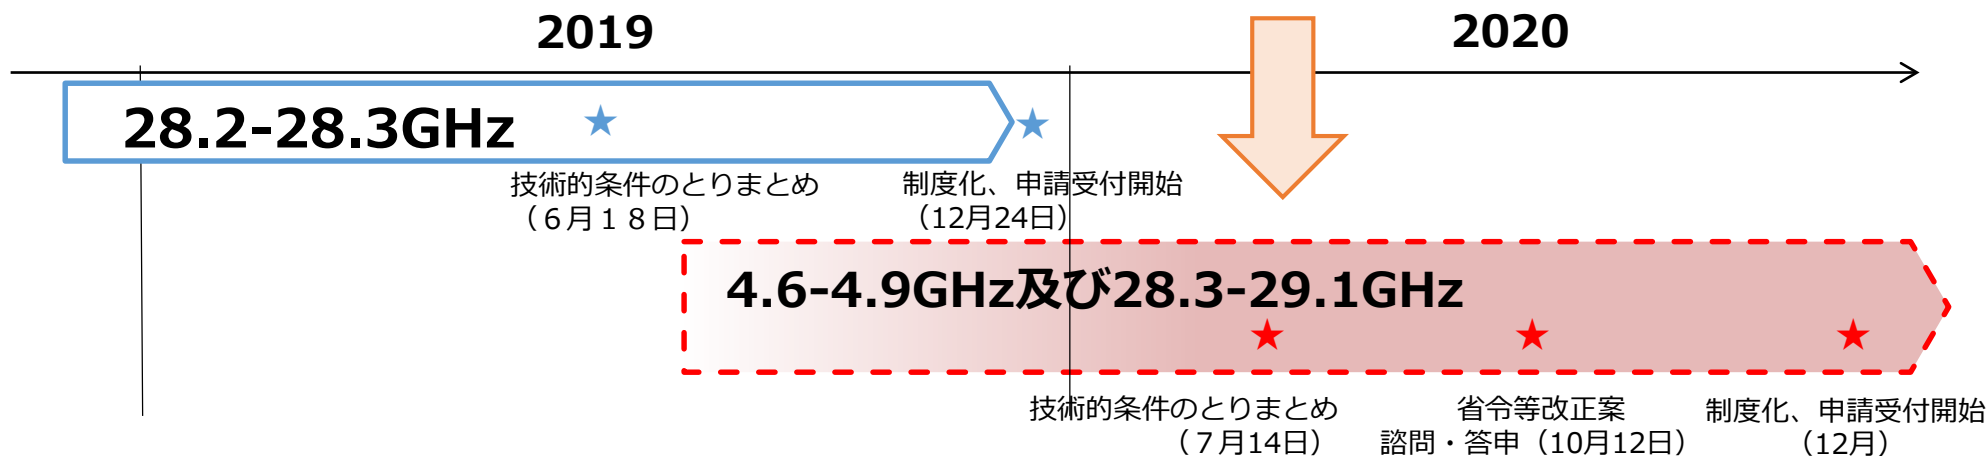 2019
2020
28.2-28.3GHz
技術的条件のとりまとめ
（６月１８日）
制度化、申請受付開始
（12月24日）
4.6-4.9GHz及び28.3-29.1GHz
技術的条件のとりまとめ
（７月14日）
省令等改正案
諮問・答申（10月12日）
制度化、申請受付開始
（12月）